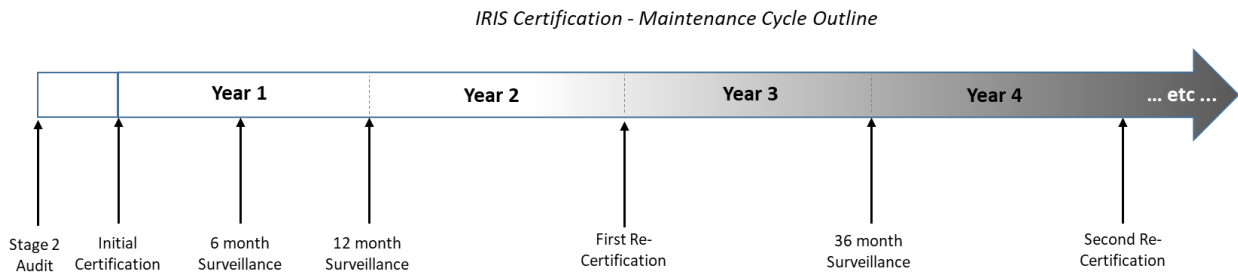 IRIS Certification - Maintenance Cycle Outline
Year 1
Year 2
Year 3
Year 4
... etc ...
Stage 2
Audit
Initial
Certification
6 month
Surveillance
12 month
Surveillance
First Re-
Certification
36 month
Surveillance
Second Re-
Certification